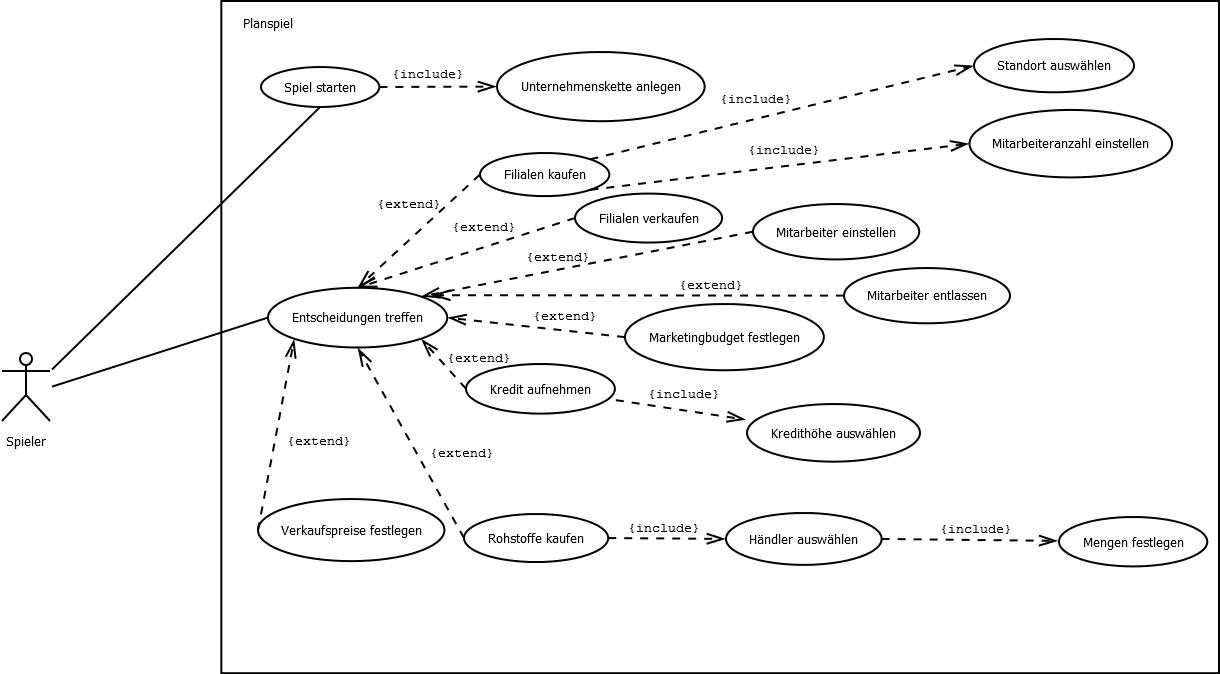 Planspiel
Spiel starten
{include}
Unternehmenskette anlegen
Standort auswählen
{include}
Mitarbeiteranzahl einstellen
{include}
Filialen kaufen
{extend}
Filialen verkaufen
{extend}
Mitarbeiter einstellen
{extend}
Mitarbeiter entlassen
{extend}
Entscheidungen treffen
{extend}
Marketingbudget festlegen
{extend}
Kredit aufnehmen
{include}
Kredithöhe auswählen
Spieler
{extend}
{extend}
Verkaufspreise festlegen
Rohstoffe kaufen
{include}
Händler auswählen
{include}
Mengen festlegen